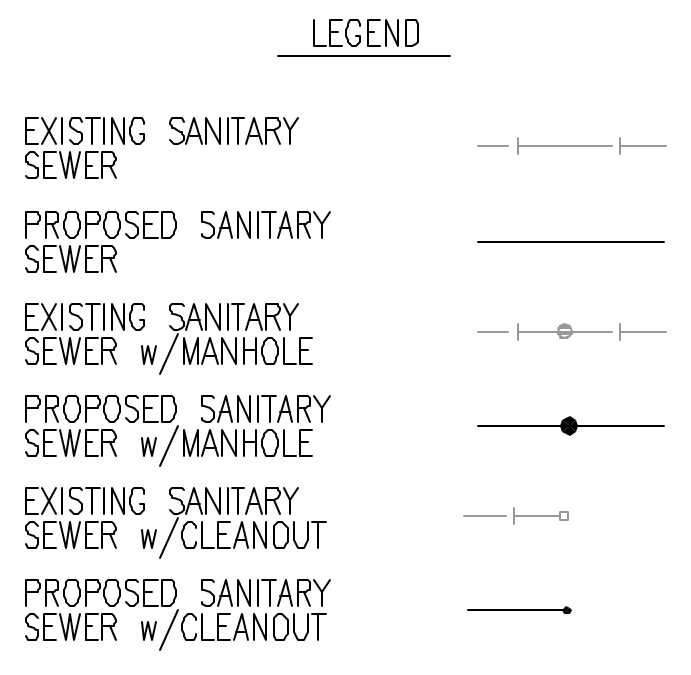 LEGEND
EXISTING SANITARY
SEWER
PROPOSED SANITARY
SEWER
EXISTING SANITARY
SEWER w/MANHOLE
PROPOSED SANITARY
SEWER w/MANHOLE
EXISTING SANITARY
SEWER w/CLEANOUT
PROPOSED SANITARY
SEWER w/CLEANOUT